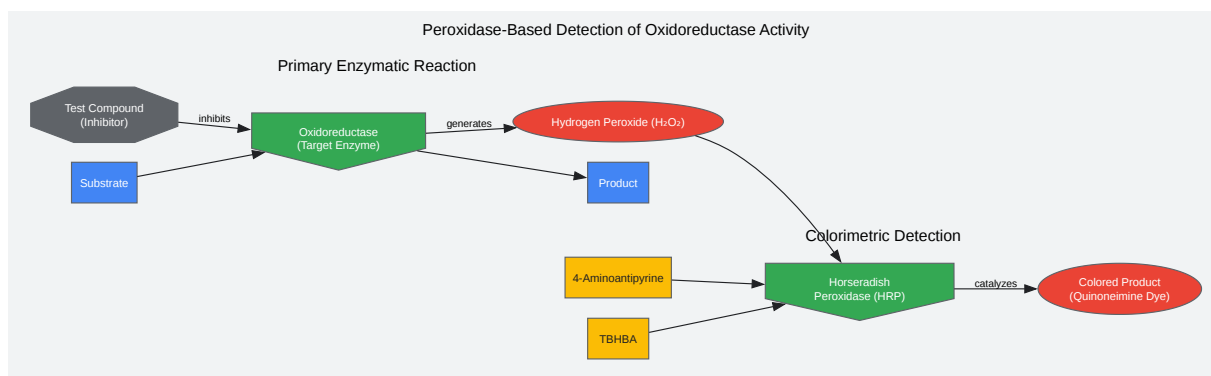 Peroxidase-Based Detection of Oxidoreductase Activity
Primary Enzymatic Reaction
Test Compound
(Inhibitor)
inhibits
Oxidoreductase
(Target Enzyme)
generates
Hydrogen Peroxide (H₂O₂)
Substrate
Product
Colorimetric Detection
4-Aminoantipyrine
Horseradish
Peroxidase (HRP)
catalyzes
Colored Product
(Quinoneimine Dye)
TBHBA